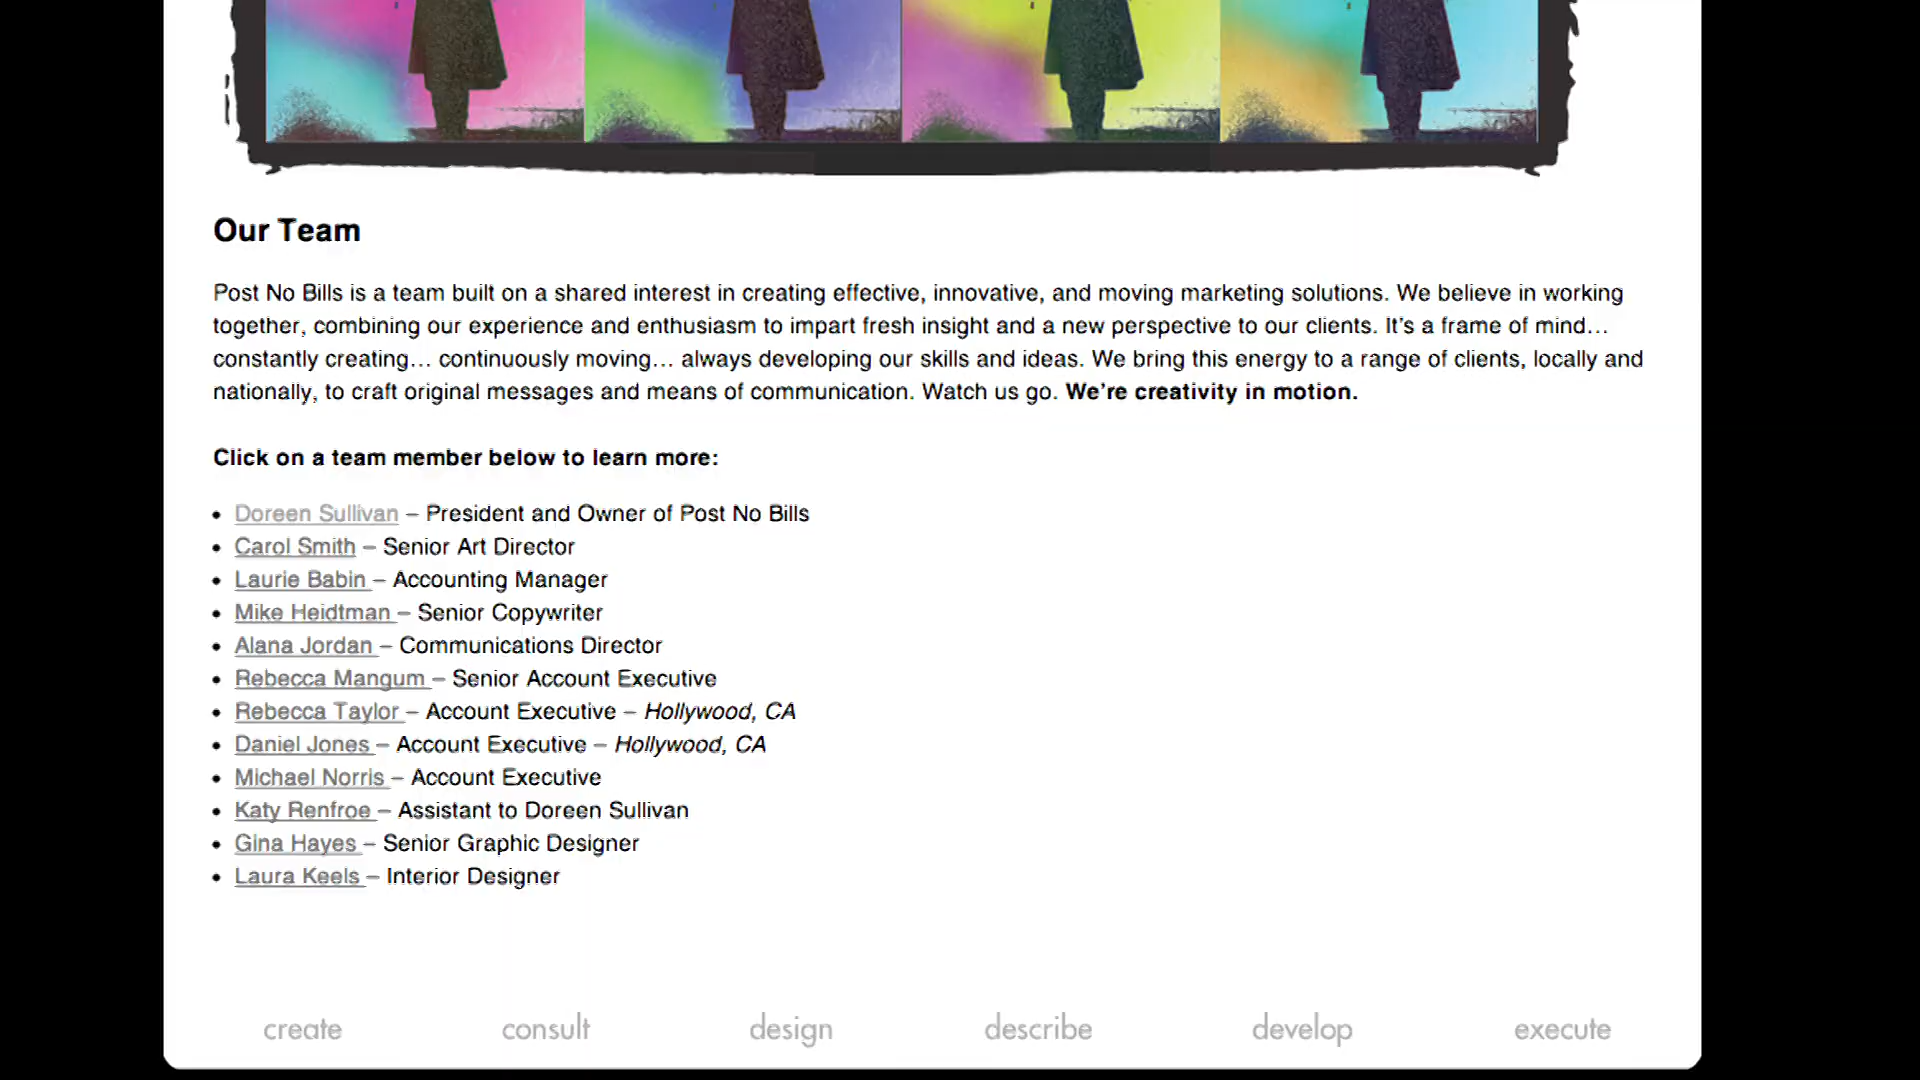 Our Team
Post No Bills is a team built on a shared interest in creating effective, innovative, and moving marketing solutions. We believe in working
together, combining our experience and enthusiasm to impart fresh insight and a new perspective to our clients. It's a frame of mind…
constantly creating… continuously moving… always developing our skills and ideas. We bring this energy to a range of clients, locally and
nationally, to craft original messages and means of communication. Watch us go. We're creativity in motion.
Click on a team member below to learn more:
• Doreen Sullivan – President and Owner of Post No Bills
• Carol Smith – Senior Art Director
• Laurie Babin – Accounting Manager
• Mike Heidtman – Senior Copywriter
• Alana Jordan – Communications Director
• Rebecca Mangum – Senior Account Executive
• Rebecca Taylor – Account Executive – Hollywood, CA
• Daniel Jones – Account Executive – Hollywood, CA
• Michael Norris – Account Executive
• Katy Renfroe – Assistant to Doreen Sullivan
• Gina Hayes – Senior Graphic Designer
• Laura Keels – Interior Designer
create consult design describe develop execute